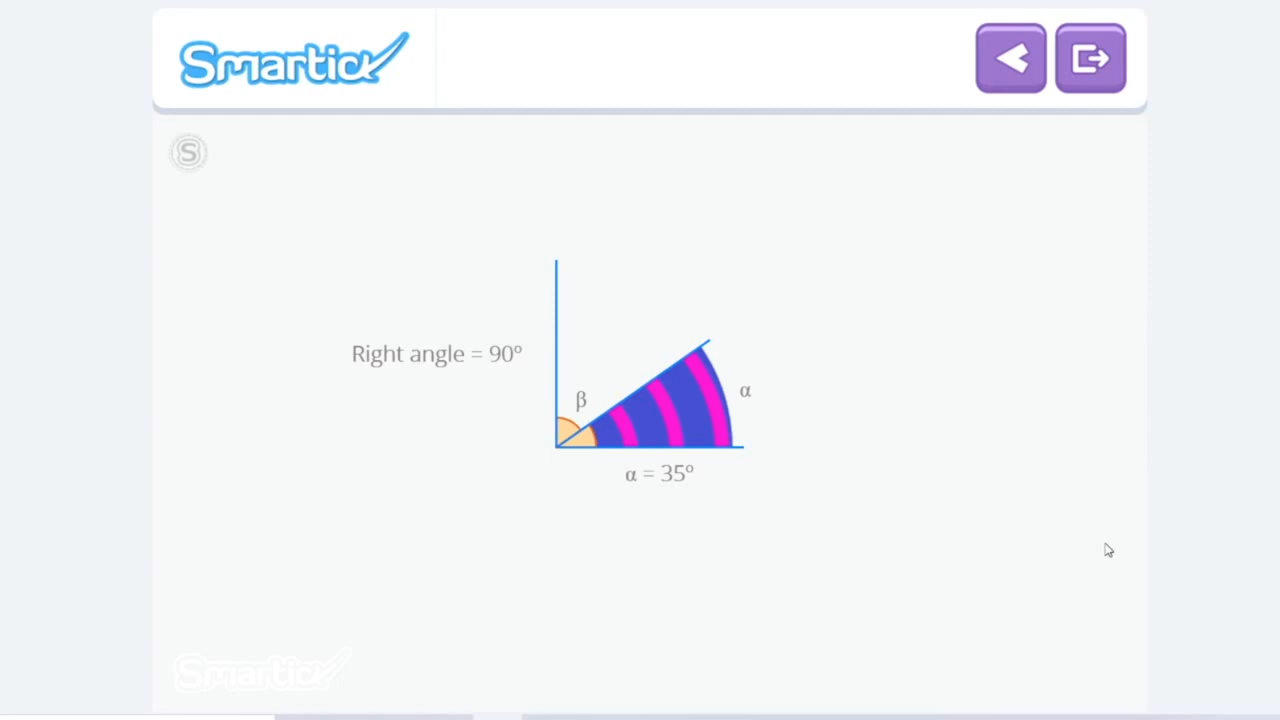 Smartick
S
Right angle = 90º
β
α
α = 35º
Smartick